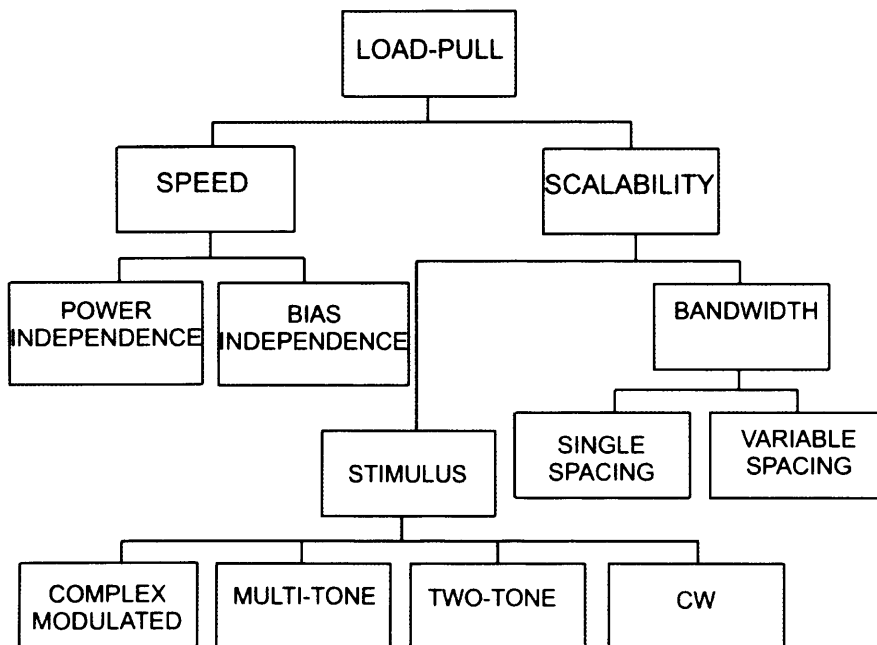 LOAD-PULL
SPEED
SCALABILITY
POWER
INDEPENDENCE
BIAS
INDEPENDENCE
BANDWIDTH
STIMULUS
SINGLE
SPACING
VARIABLE
SPACING
COMPLEX
MODULATED
MULTI-TONE
TWO-TONE
CW